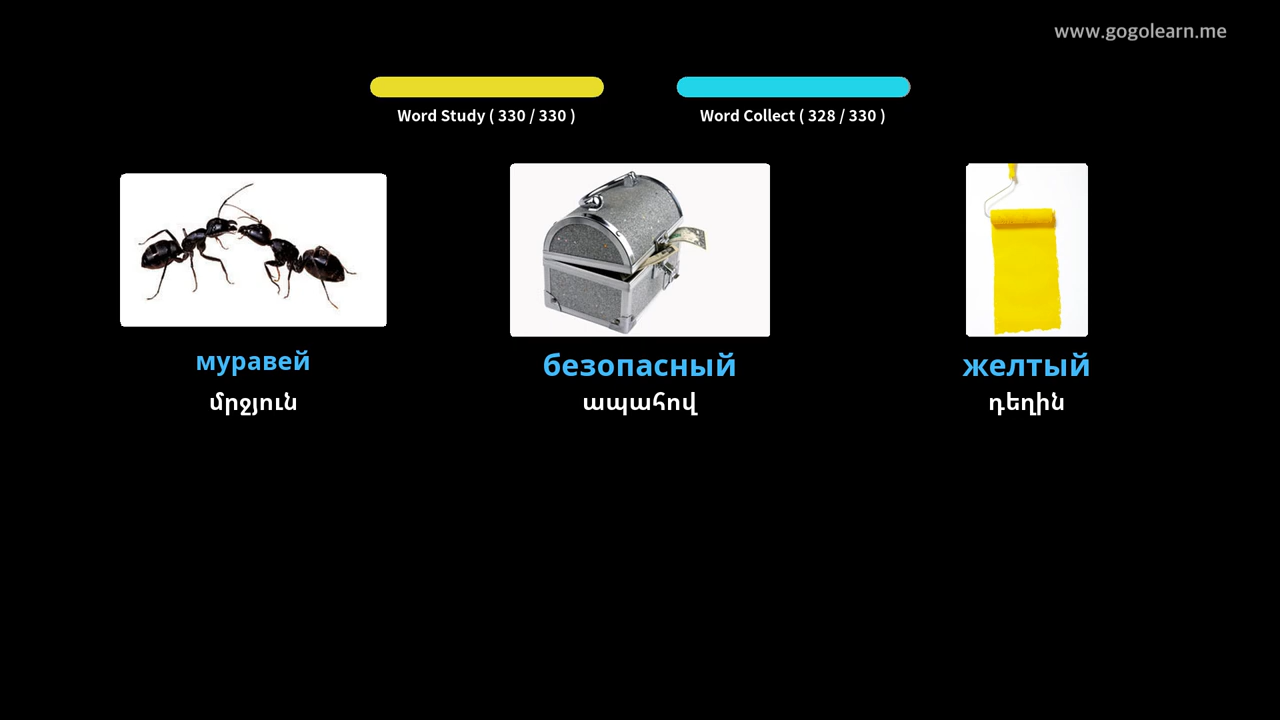 www.gogolearn.me
Word Study ( 330 / 330 )
Word Collect ( 328 / 330 )
муравей
безопасный
желтый
մրջյուն
ապահով
դեղին